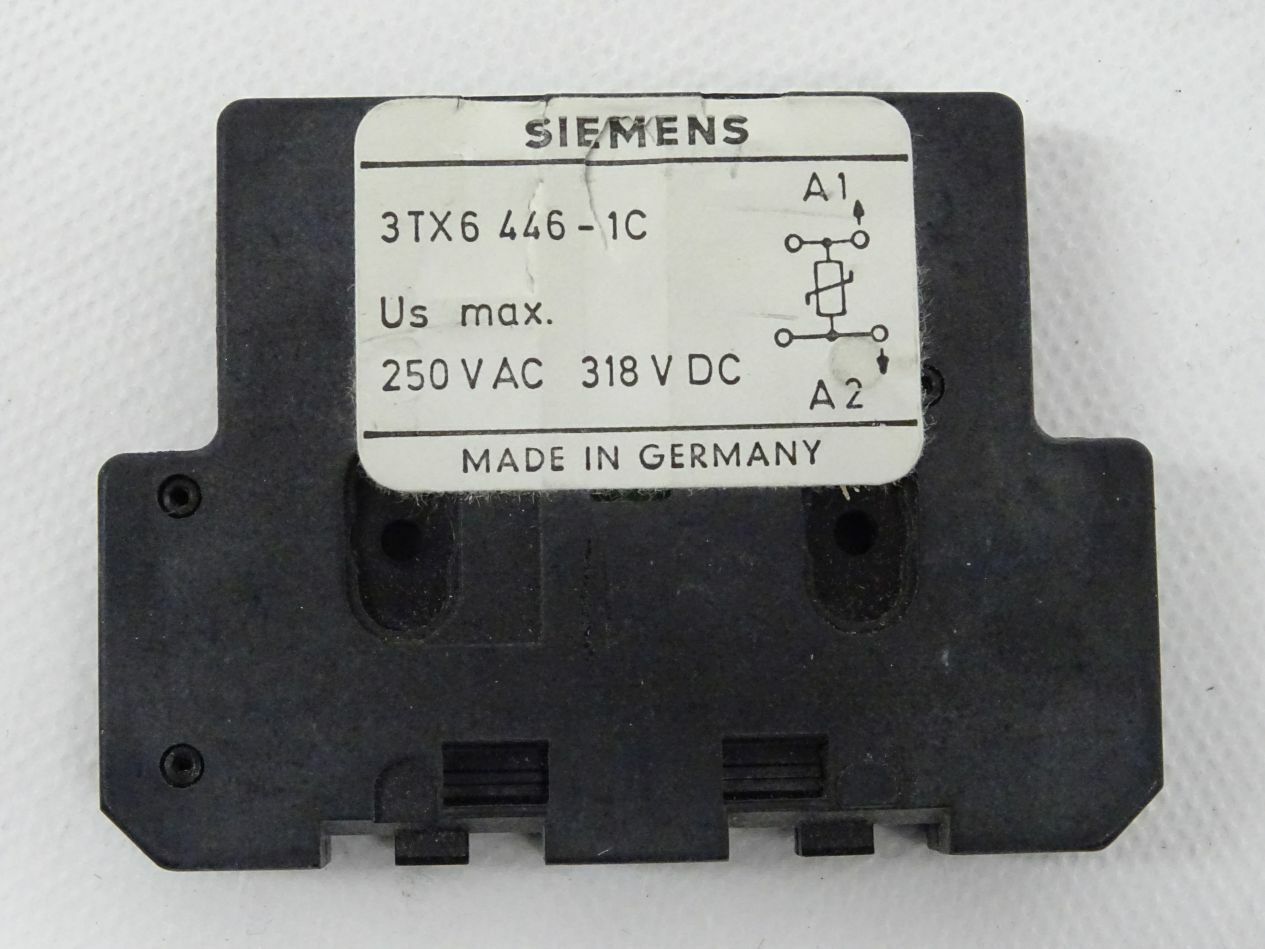 SIEMENS
A1
3TX6 446-1C
Us max.
250 V AC 318 V DC
A2
MADE IN GERMANY